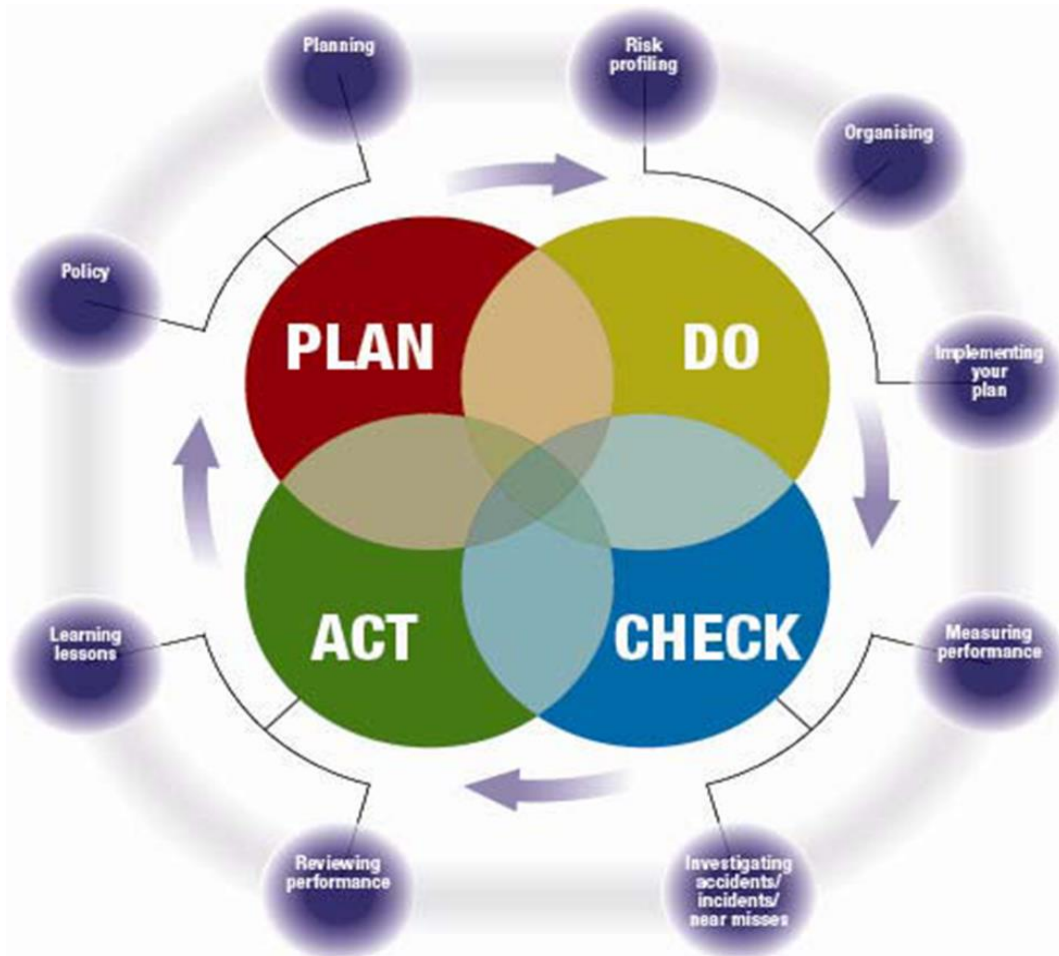 Planning
Risk
profiling
Organising
Policy
PLAN
DO
Implementing
your
plan
ACT
CHECK
Learning
lessons
Measuring
performance
Reviewing
performance
Investigating
accidents/
incidents/
near misses